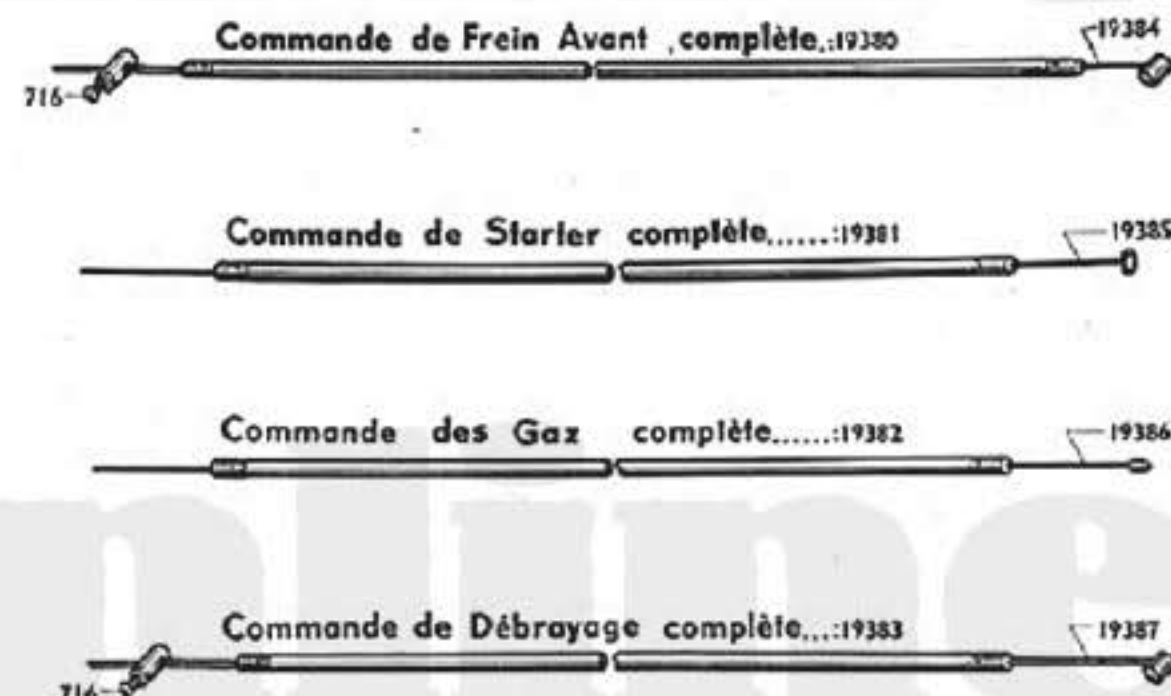 Commande de Frein Avant , complète.:19380
19384
716
Commande de Starter complète......:19381
19385
Commande des Gaz complète......:19382
19386
Commande de Débrayage complète...:19383
19387
716